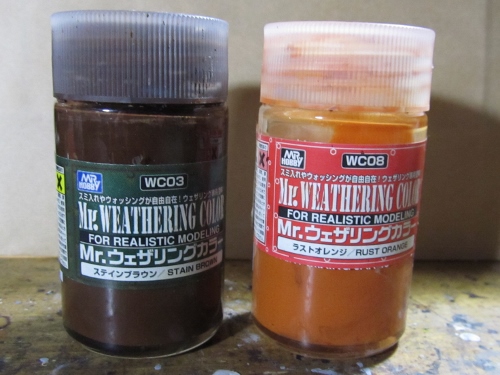 MR
HOBBY
WC03
スミ入れやウォッシングが自由自在!ウェザリング
Mr. WEATHERING COLOR
FOR REALISTIC MODELING
Mr.ウェザリングカラー
ステインブラウン/STAIN BROWN
MR
HOBBY
WC08
スミ入れやウォッシングが自由自在!ウェザリング
Mr. WEATHERING COLOR
FOR REALISTIC MODELING
Mr.ウェザリングカラー
ラストオレンジ/RUST ORANGE